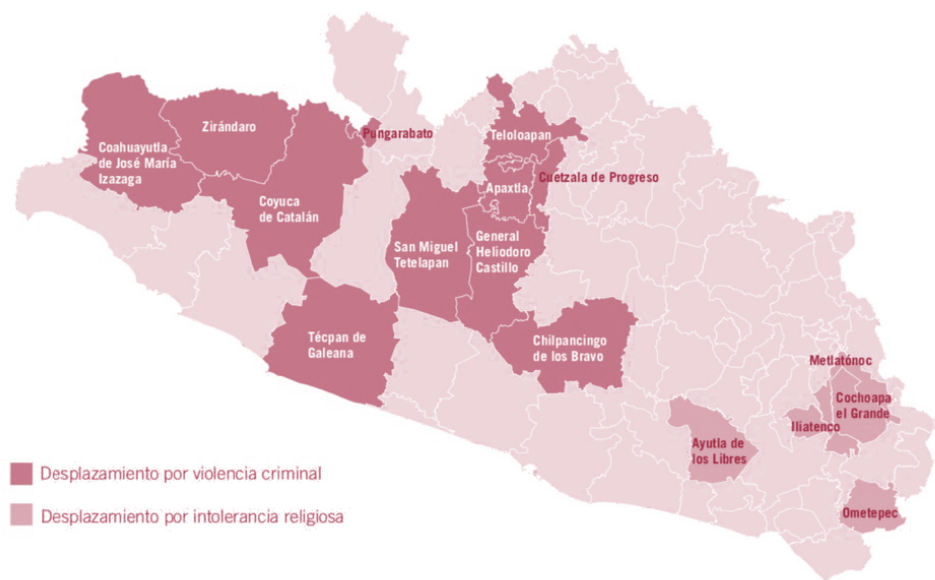 Zirándaro
Pungarabato
Teloloapan
Coahuayutla
de José María
Izazaga
Cuetzala de Progreso
Apaxtla
Coyuca
de Catalán
San Miguel
Tetelapan
General
Heliodoro
Castillo
Técpan de
Galeana
Chilpancingo
de los Bravo
Metlatónoc
Cochoapa
el Grande
Iliatenco
Ayutla de
los Libres
Ometepec
Desplazamiento por violencia criminal
Desplazamiento por intolerancia religiosa